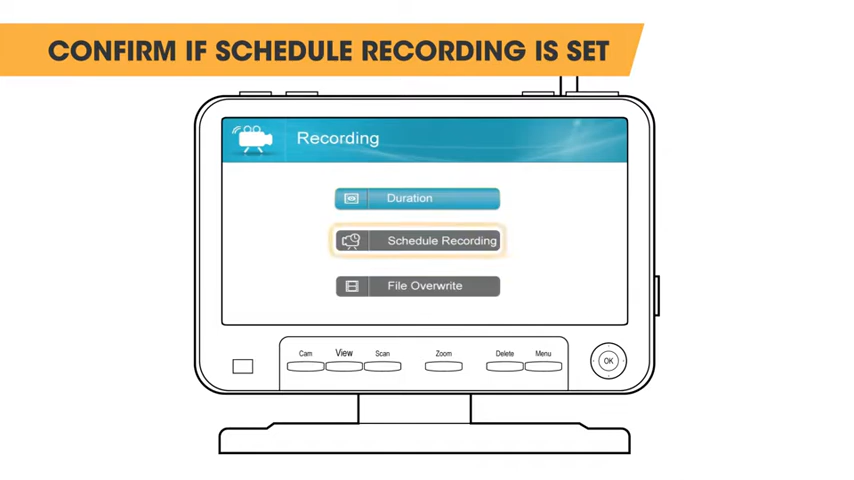 CONFIRM IF SCHEDULE RECORDING IS SET
Recording
Duration
Schedule Recording
File Overwrite
Cam View Scan Zoom Delete Menu
OK